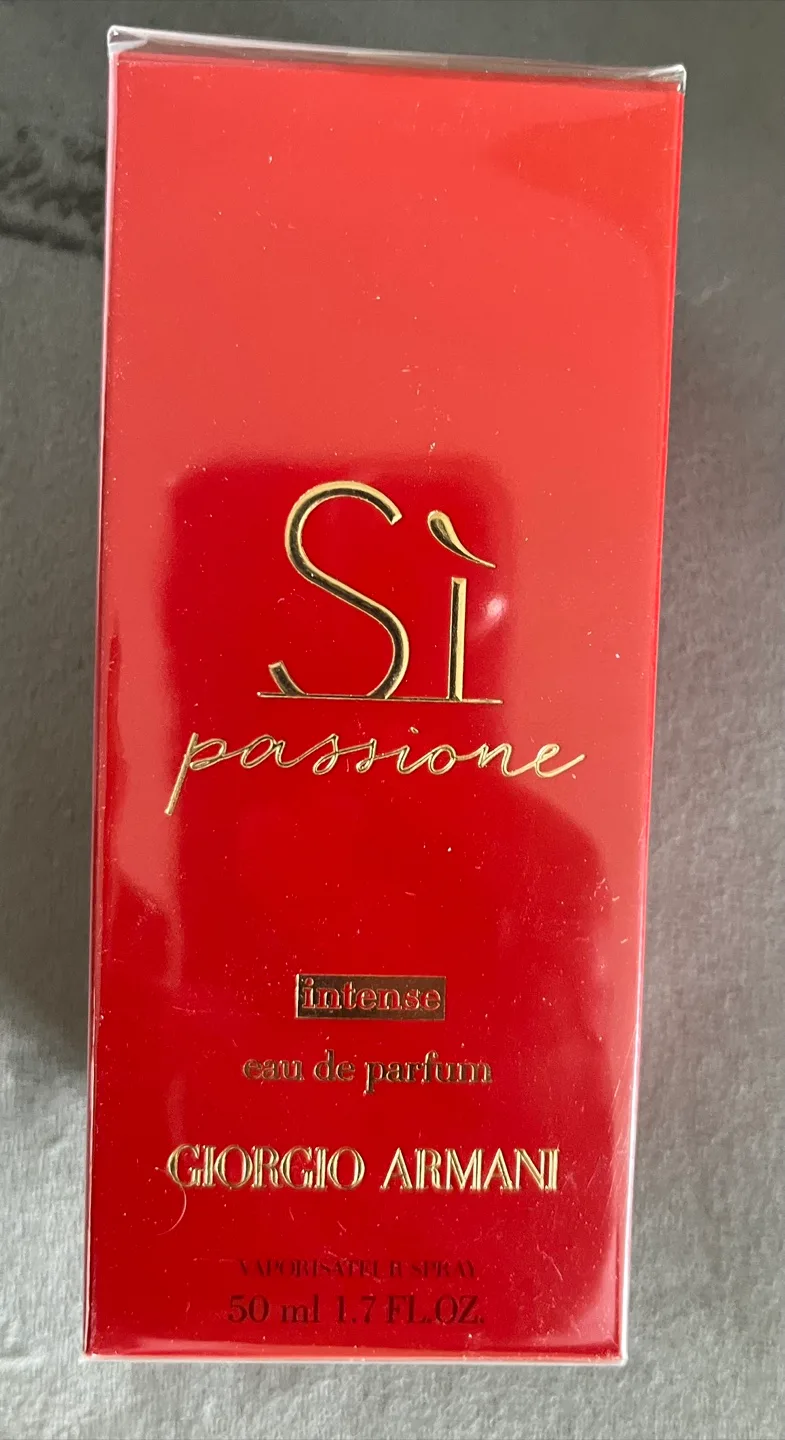 Sì
passione
intense
eau de parfum
GIORGIO ARMANI
VAPORISATEUR SPRAY
50 ml 1.7 FL.OZ.